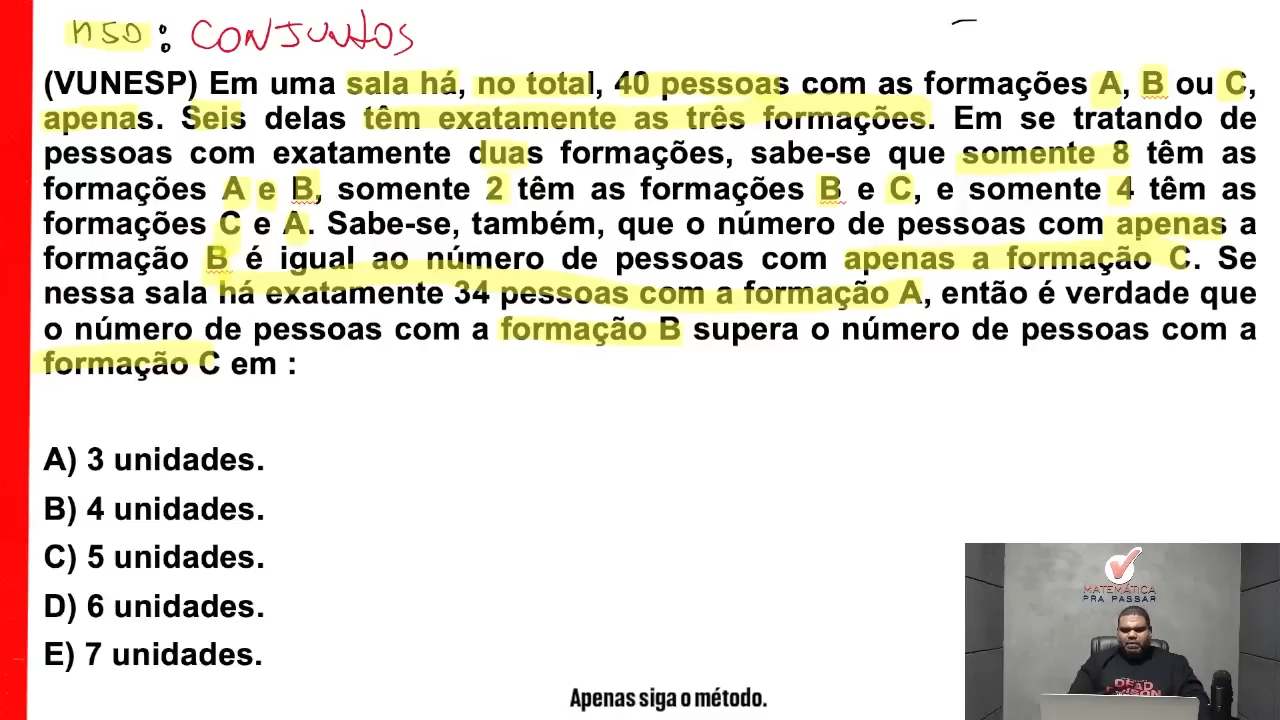 MSD: CONJUNTOS
(VUNESP) Em uma sala há, no total, 40 pessoas com as formações A, B ou C,
apenas. Seis delas têm exatamente as três formações. Em se tratando de
pessoas com exatamente duas formações, sabe-se que somente 8 têm as
formações A e B, somente 2 têm as formações B e C, e somente 4 têm as
formações C e A. Sabe-se, também, que o número de pessoas com apenas a
formação B é igual ao número de pessoas com apenas a formação C. Se
nessa sala há exatamente 34 pessoas com a formação A, então é verdade que
o número de pessoas com a formação B supera o número de pessoas com a
formação C em :
A) 3 unidades.
B) 4 unidades.
C) 5 unidades.
D) 6 unidades.
E) 7 unidades.
MATEMÁTICA
PRA PASSAR
Apenas siga o método.